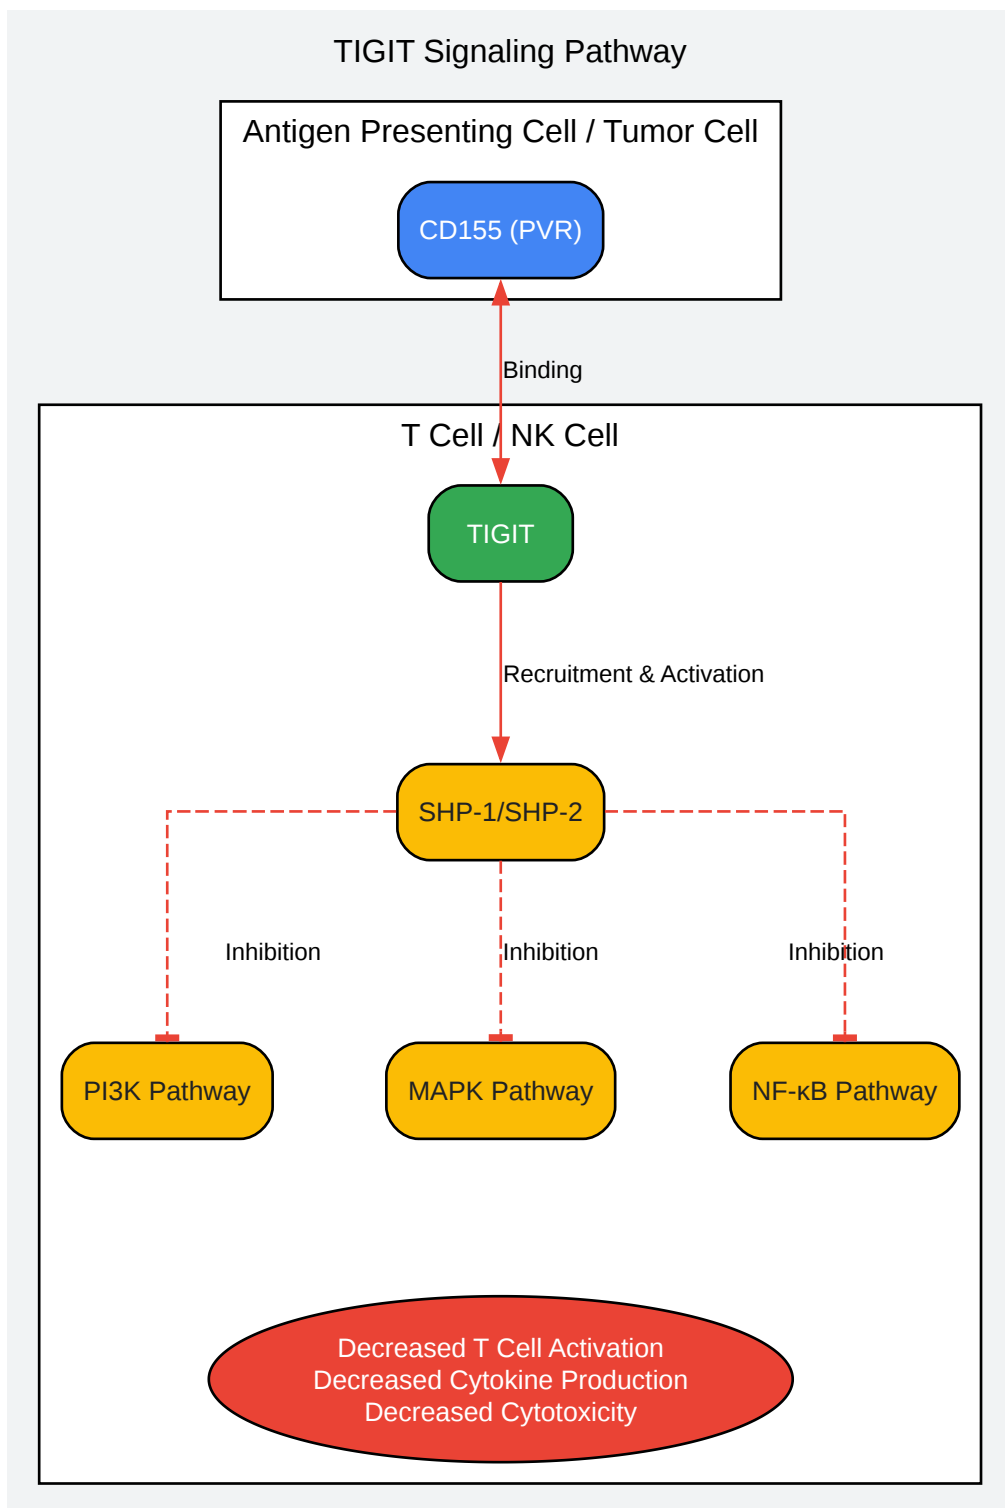 TIGIT Signaling Pathway
Antigen Presenting Cell / Tumor Cell
CD155 (PVR)
Binding
T Cell / NK Cell
TIGIT
Recruitment & Activation
SHP-1/SHP-2
Inhibition
Inhibition
Inhibition
PI3K Pathway
MAPK Pathway
NF-κB Pathway
Decreased T Cell Activation
Decreased Cytokine Production
Decreased Cytotoxicity